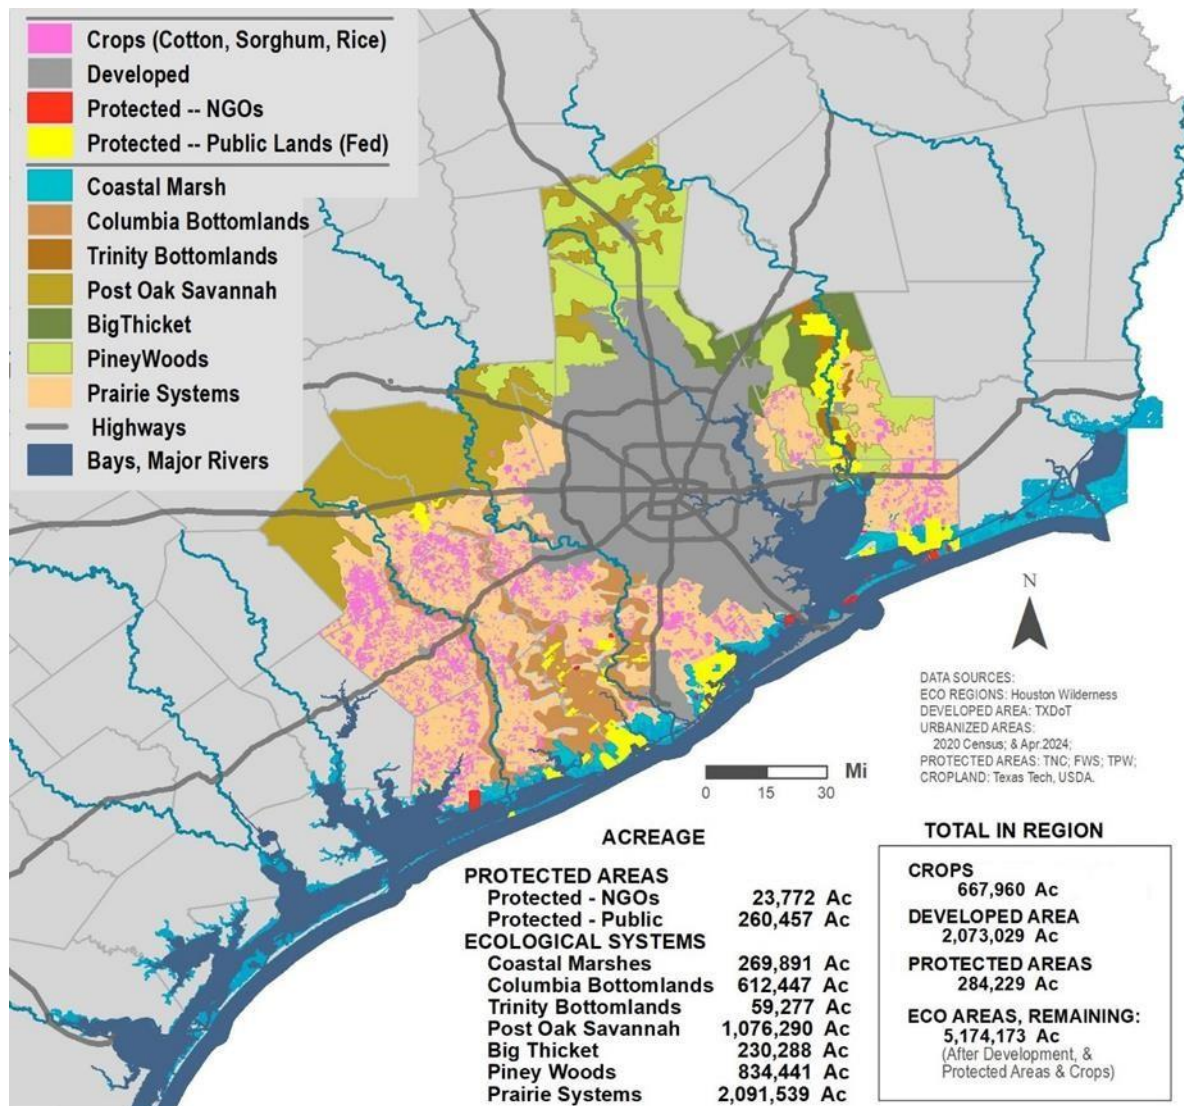 Crops (Cotton, Sorghum, Rice)
Developed
Protected -- NGOs
Protected -- Public Lands (Fed)
Coastal Marsh
Columbia Bottomlands
Trinity Bottomlands
Post Oak Savannah
BigThicket
PineyWoods
Prairie Systems
Highways
Bays, Major Rivers
N
DATA SOURCES:
ECO REGIONS: Houston Wilderness
DEVELOPED AREA: TXDoT
URBANIZED AREAS:
2020 Census; & Apr.2024;
PROTECTED AREAS: TNC; FWS; TPW;
CROPLAND: Texas Tech, USDA.
Mi
0 15 30
ACREAGE
PROTECTED AREAS
Protected - NGOs 23,772 Ac
Protected - Public 260,457 Ac
ECOLOGICAL SYSTEMS
Coastal Marshes 269,891 Ac
Columbia Bottomlands 612,447 Ac
Trinity Bottomlands 59,277 Ac
Post Oak Savannah 1,076,290 Ac
Big Thicket 230,288 Ac
Piney Woods 834,441 Ac
Prairie Systems 2,091,539 Ac
TOTAL IN REGION
CROPS
667,960 Ac
DEVELOPED AREA
2,073,029 Ac
PROTECTED AREAS
284,229 Ac
ECO AREAS, REMAINING:
5,174,173 Ac
(After Development, &
Protected Areas & Crops)